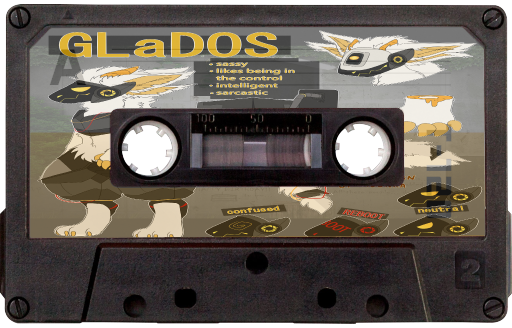 GLaDOS
A
• sassy
• likes being in
the control
• intelligent
• sarcastic
100 50 0
confused
neutral
2